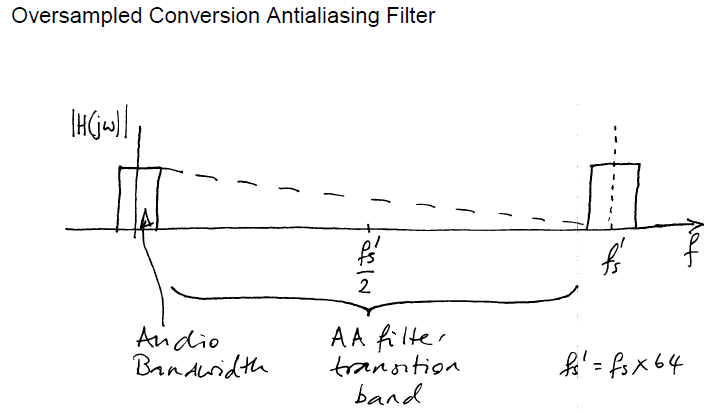 Oversampled Conversion Antialiasing Filter
|H(jω)|
fs'/2
fs'
f
Audio
Bandwidth
AA filter
transition
band
fs' = fs × 64